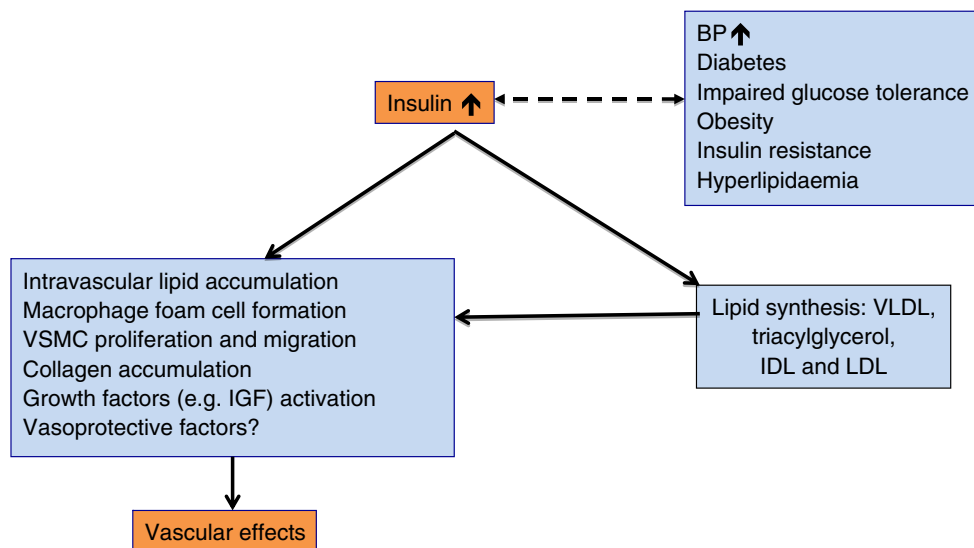 BP ↑
Diabetes
Impaired glucose tolerance
Obesity
Insulin resistance
Hyperlipidaemia
Insulin ↑
Intravascular lipid accumulation
Macrophage foam cell formation
VSMC proliferation and migration
Collagen accumulation
Growth factors (e.g. IGF) activation
Vasoprotective factors?
Lipid synthesis: VLDL,
triacylglycerol,
IDL and LDL
Vascular effects